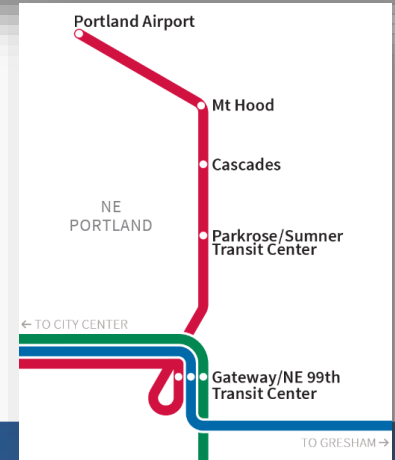 Portland Airport
Mt Hood
Cascades
NE
PORTLAND
Parkrose/Sumner
Transit Center
← TO CITY CENTER
Gateway/NE 99th
Transit Center
TO GRESHAM →